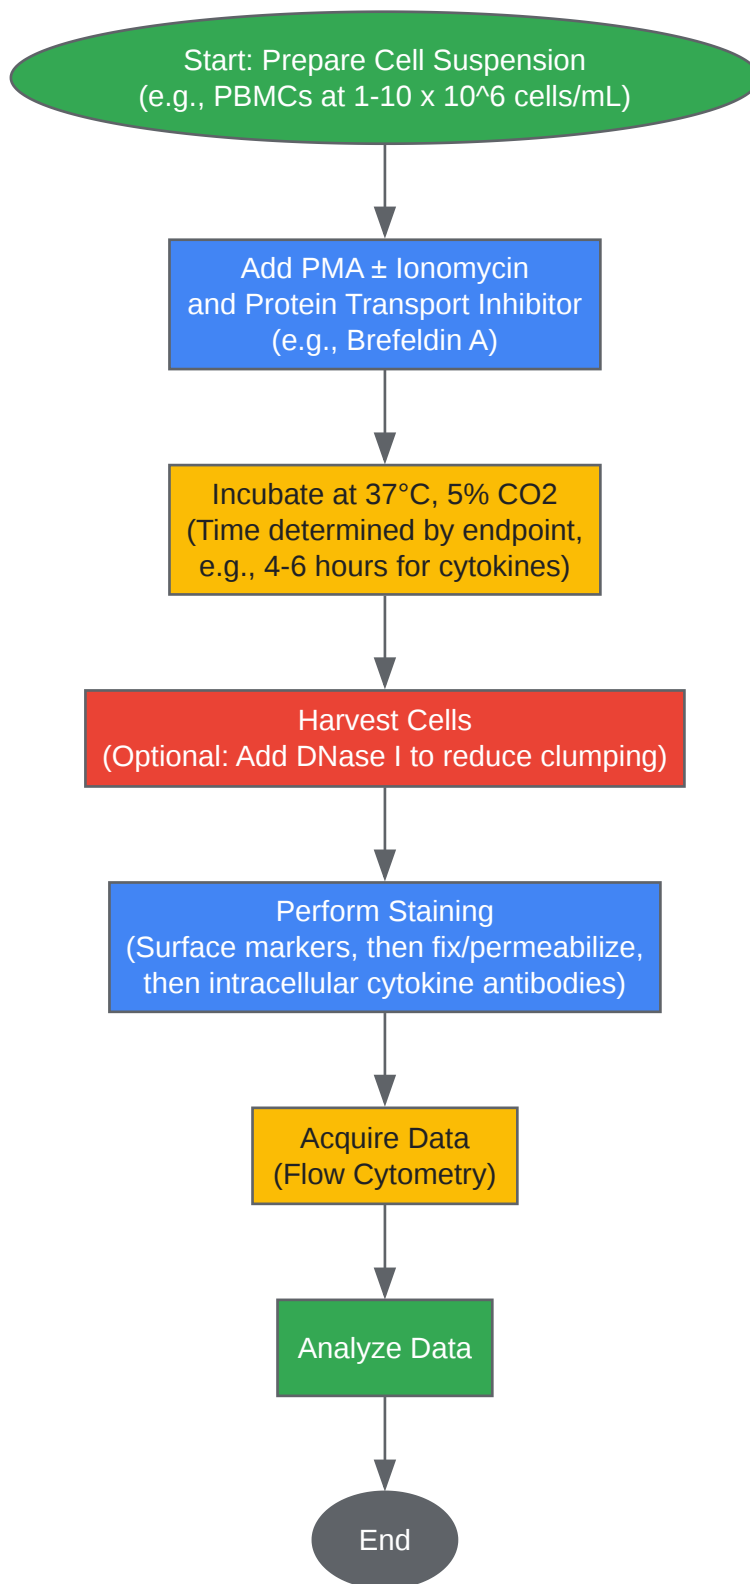 Start: Prepare Cell Suspension
(e.g., PBMCs at 1-10 x 10^6 cells/mL)
Add PMA ± Ionomycin
and Protein Transport Inhibitor
(e.g., Brefeldin A)
Incubate at 37°C, 5% CO2
(Time determined by endpoint,
e.g., 4-6 hours for cytokines)
Harvest Cells
(Optional: Add DNase I to reduce clumping)
Perform Staining
(Surface markers, then fix/permeabilize,
then intracellular cytokine antibodies)
Acquire Data
(Flow Cytometry)
Analyze Data
End